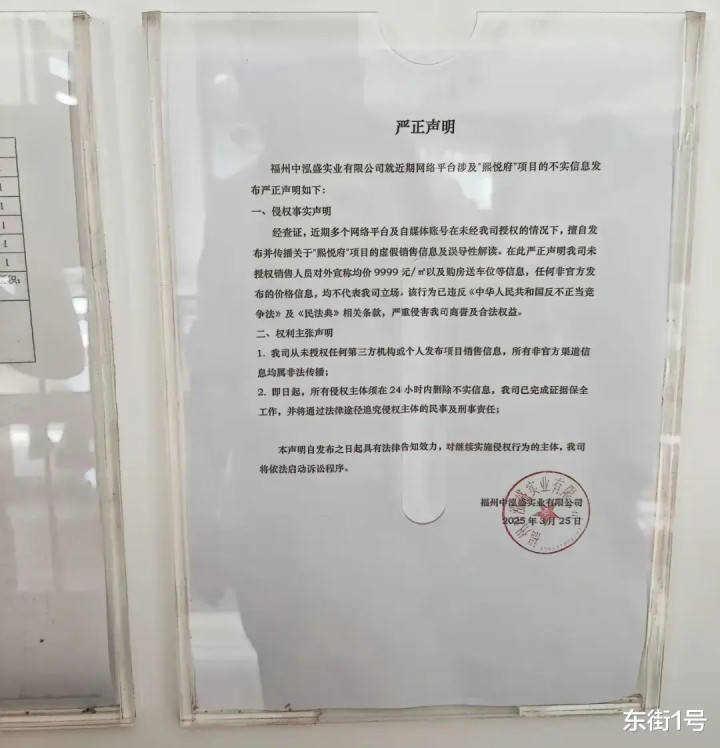 严正声明
福州中泓盛实业有限公司就近期网络平台涉及"熙悦府"项目的不实信息发
布严正声明如下：
一、侵权事实声明
经查证，近期多个网络平台及自媒体账号在未经我司授权的情况下，擅自发
布并传播关于"熙悦府"项目的虚假销售信息及误导性解读。在此严正声明我司未
授权销售人员对外宣称均价9999元/㎡以及购房送车位等信息，任何非官方发
布的价格信息，均不代表我司立场。该行为已违反《中华人民共和国反不正当竞
争法》及《民法典》相关条款，严重侵害我司商誉及合法权益。
二、权利主张声明
1. 我司从未授权任何第三方机构或个人发布项目销售信息，所有非官方渠道信
息均属非法传播；
2. 即日起，所有侵权主体须在24小时内删除不实信息，我司已完成证据保全
工作，并将通过法律途径追究侵权主体的民事及刑事责任；
本声明自发布之日起具有法律告知效力，对继续实施侵权行为的主体，我司
将依法启动诉讼程序。
福州中泓盛实业有限公司
2025年3月25日
东街1号